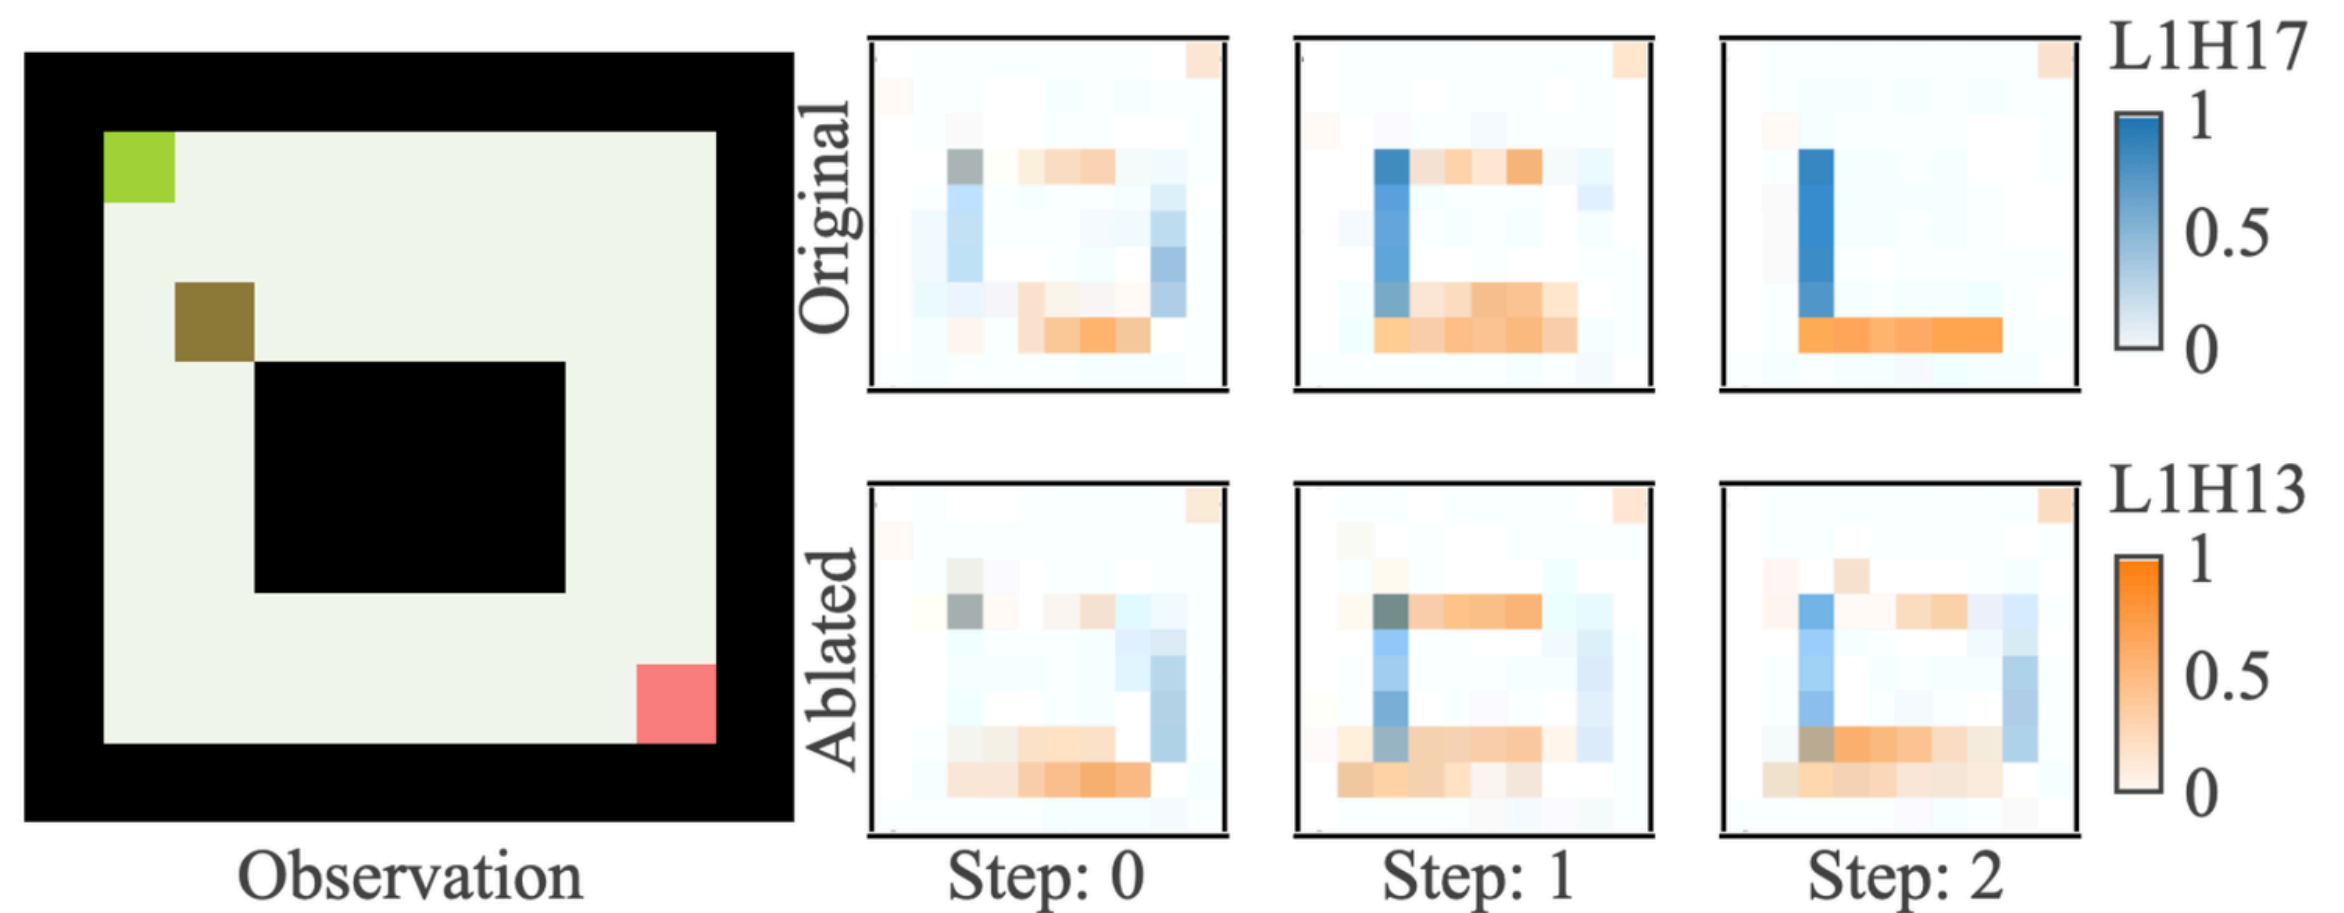 Observation
Original
Ablated
Step: 0
Step: 1
Step: 2
L1H17
1
0.5
0
L1H13
1
0.5
0